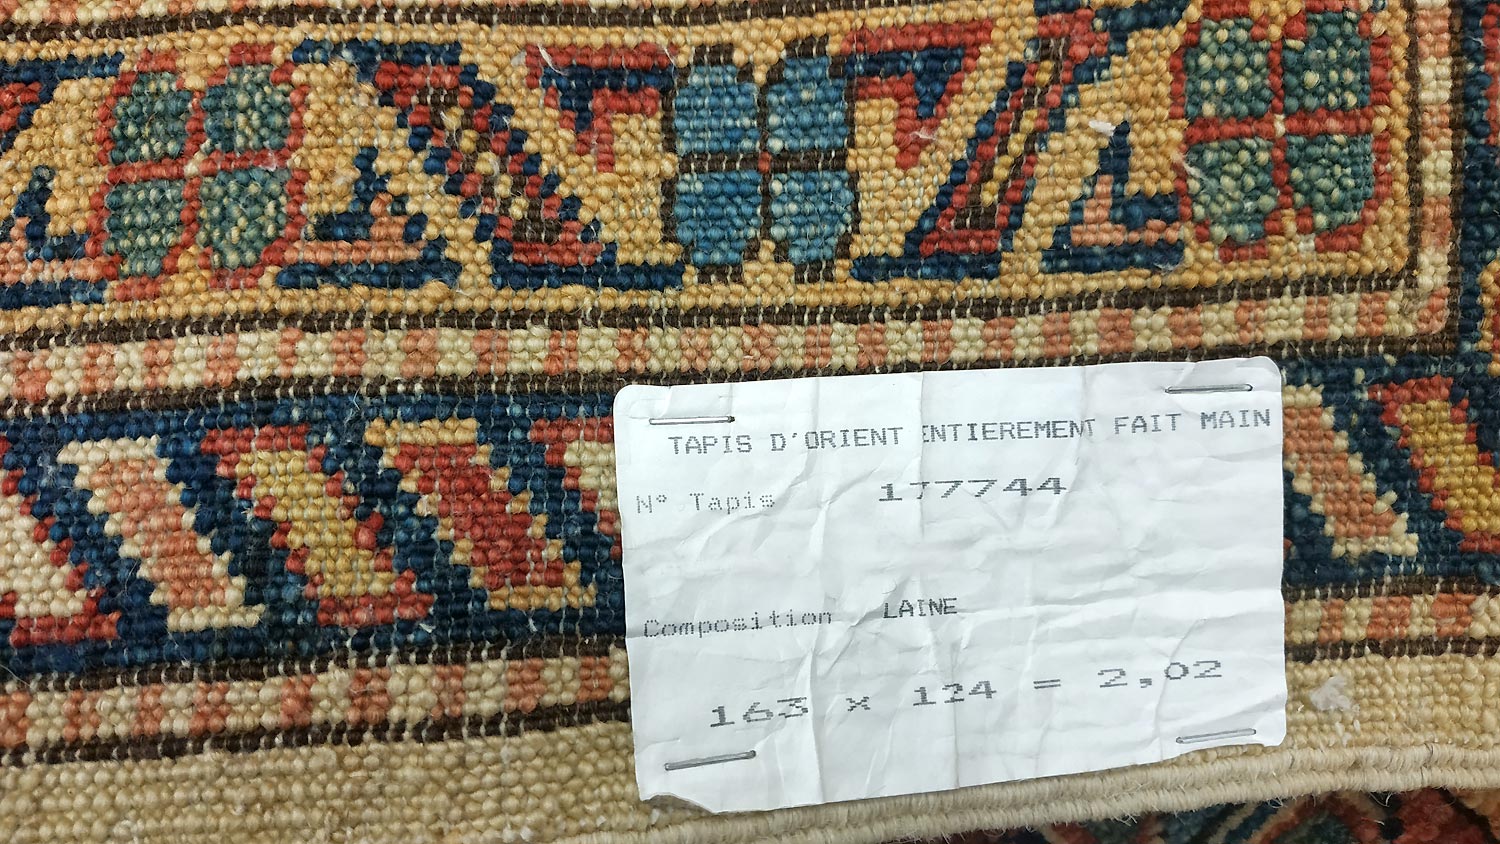 TAPIS D'ORIENT ENTIEREMENT FAIT MAIN
N° Tapis 177744
Composition LAINE
163 x 124 = 2,02